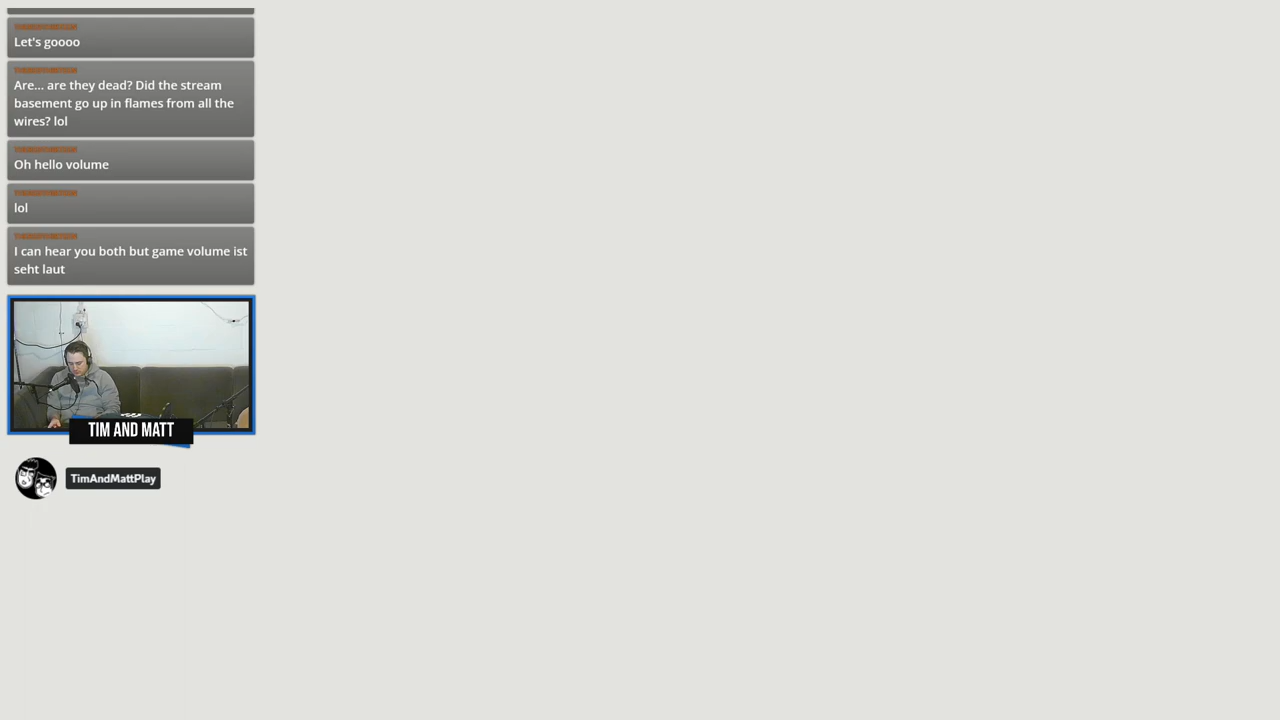 Let's goooo
Are... are they dead? Did the stream
basement go up in flames from all the
wires? lol
Oh hello volume
lol
I can hear you both but game volume ist
seht laut
TIM AND MATT
TimAndMattPlay